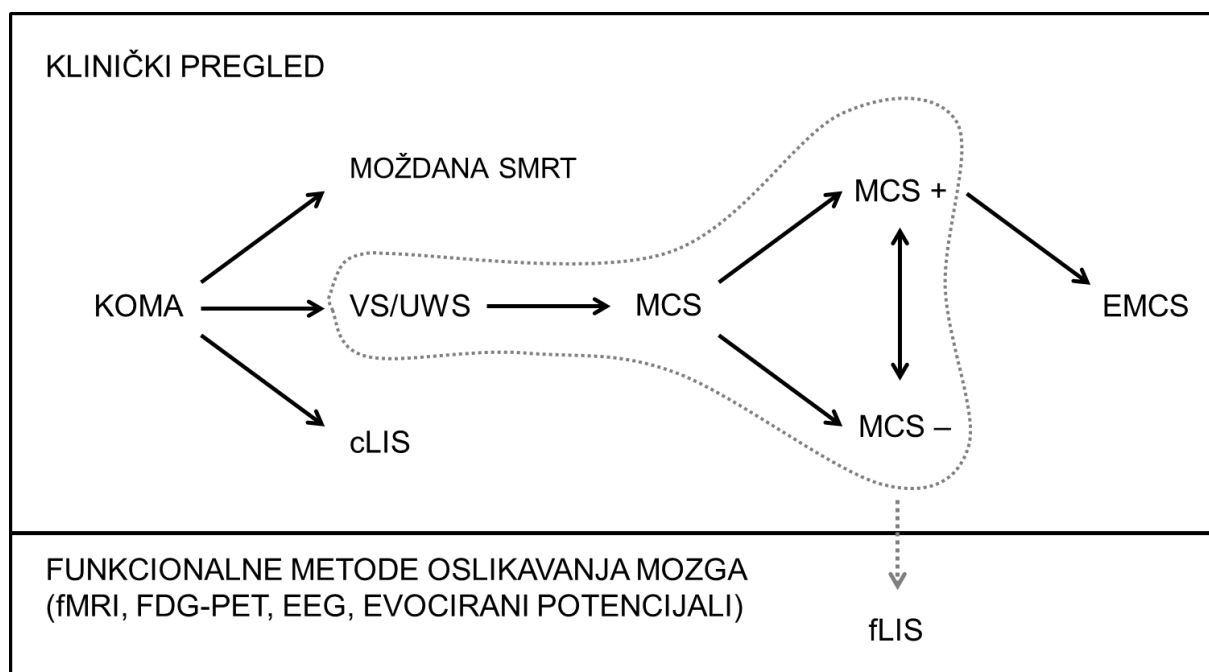 KLINIČKI PREGLED
MOŽDANA SMRT
MCS +
KOMA
VS/UWS
MCS
EMCS
cLIS
MCS –
FUNKCIONALNE METODE OSLIKAVANJA MOZGA
(fMRI, FDG-PET, EEG, EVOCIRANI POTENCIJALI)
fLIS